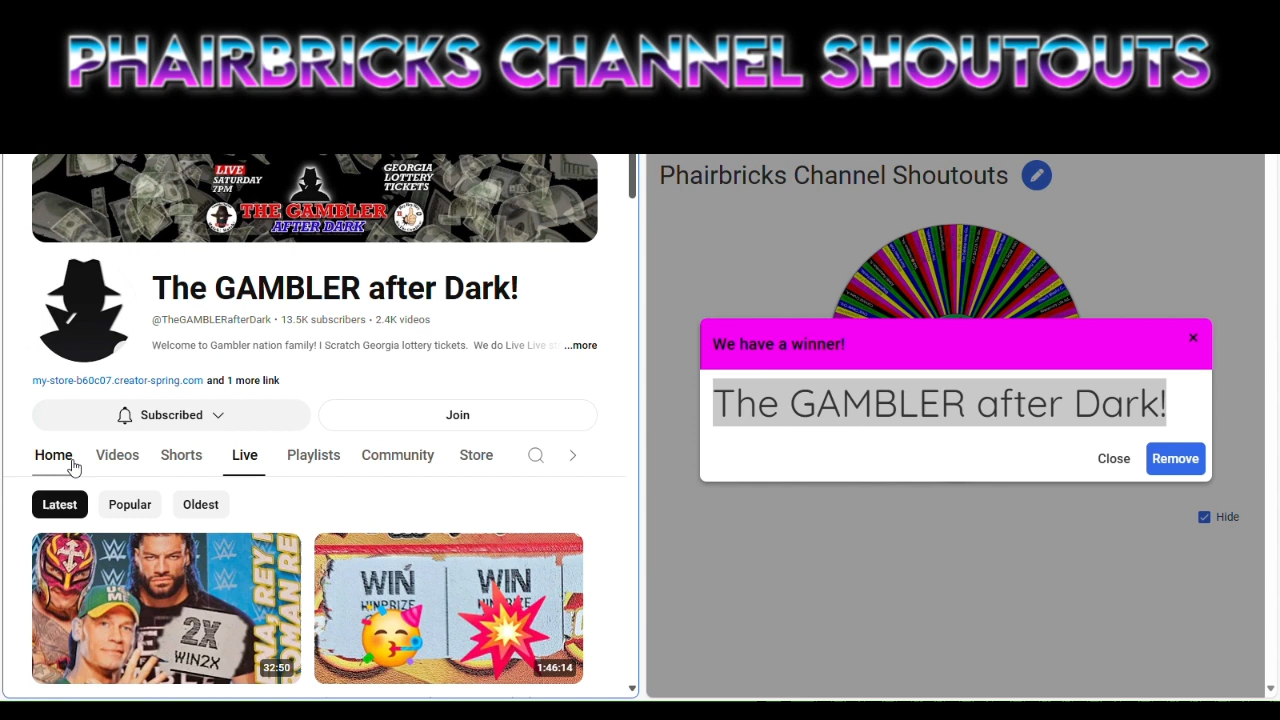 PHAIRBRICKS CHANNEL SHOUTOUTS
LIVE
SATURDAY
7PM
GEORGIA
LOTTERY
TICKETS
THE GAMBLER
AFTER DARK
The GAMBLER after Dark!
@TheGAMBLERafterDark • 13.5K subscribers • 2.4K videos
Welcome to Gambler nation family! I Scratch Georgia lottery tickets. We do Live Live ...more
my-store-b60c07.creator-spring.com and 1 more link
Subscribed
Join
Home Videos Shorts Live Playlists Community Store
Latest Popular Oldest
2X
WIN2X
32:50
WIN
WIN
1:46:14
Phairbricks Channel Shoutouts
We have a winner!
×
The GAMBLER after Dark!
Close Remove
Hide